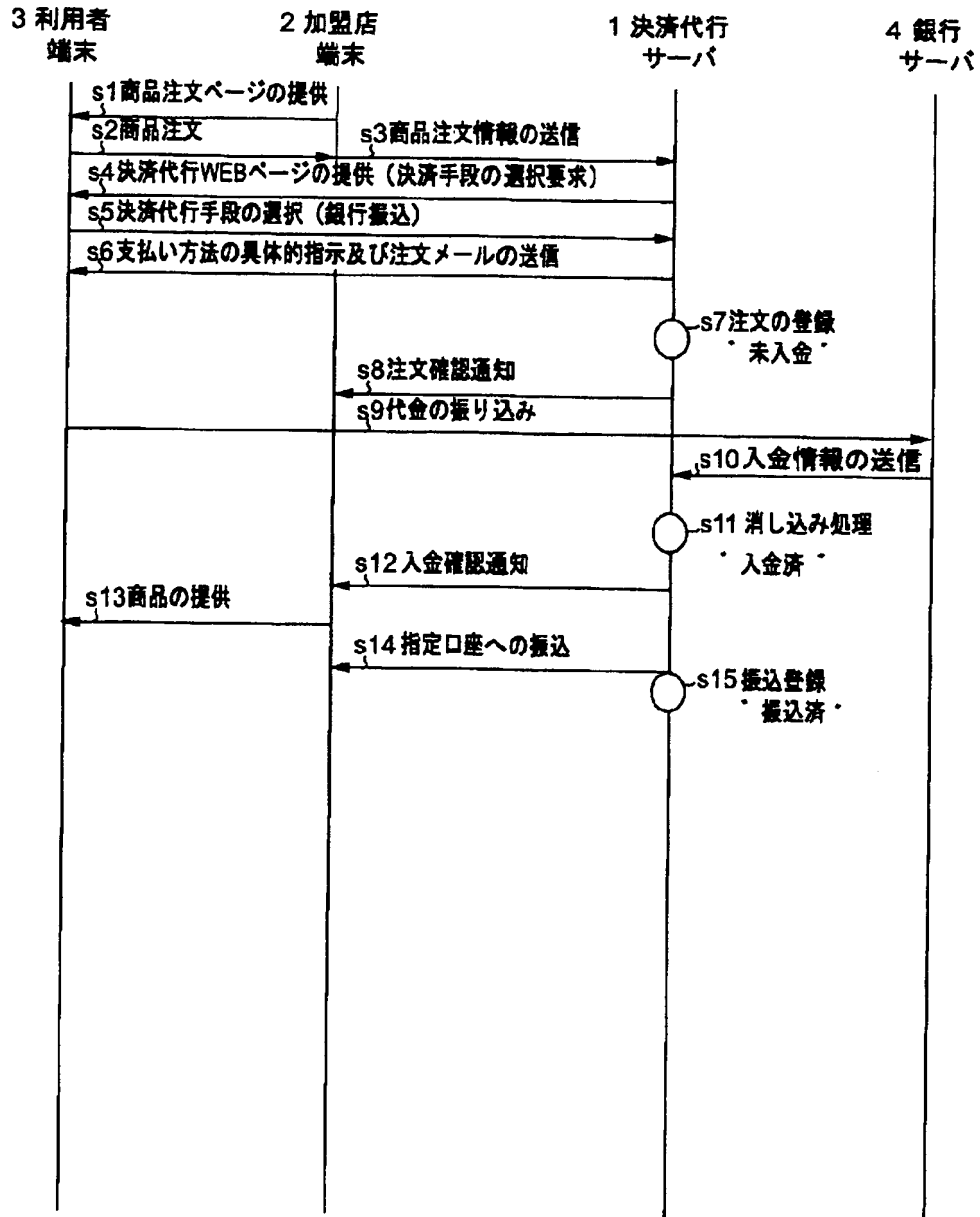 3 利用者
端末
2 加盟店
端末
1 決済代行
サーバ
4 銀行
サーバ
s1商品注文ページの提供
s2商品注文
s3商品注文情報の送信
s4決済代行WEBページの提供（決済手段の選択要求）
s5決済代行手段の選択（銀行振込）
s6支払い方法の具体的指示及び注文メールの送信
s7注文の登録
"未入金"
s8注文確認通知
s9代金の振り込み
s10入金情報の送信
s11 消し込み処理
"入金済"
s12入金確認通知
s13商品の提供
s14指定口座への振込
s15振込登録
"振込済"